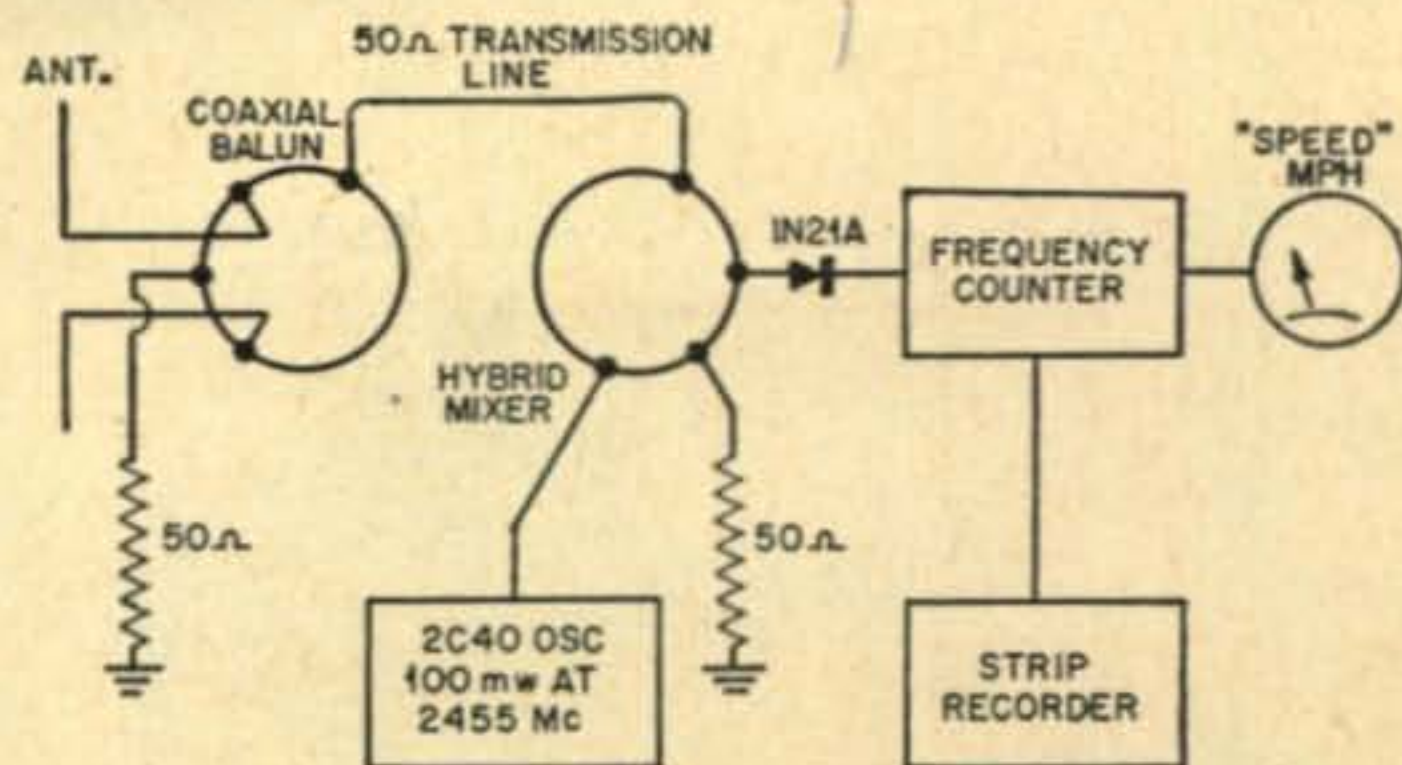 50Ω TRANSMISSION
LINE
ANT.
COAXIAL
BALUN
"SPEED"
MPH
IN21A
FREQUENCY
COUNTER
HYBRID
MIXER
50Ω
50Ω
2C40 OSC
100 mw AT
2455 Mc
STRIP
RECORDER